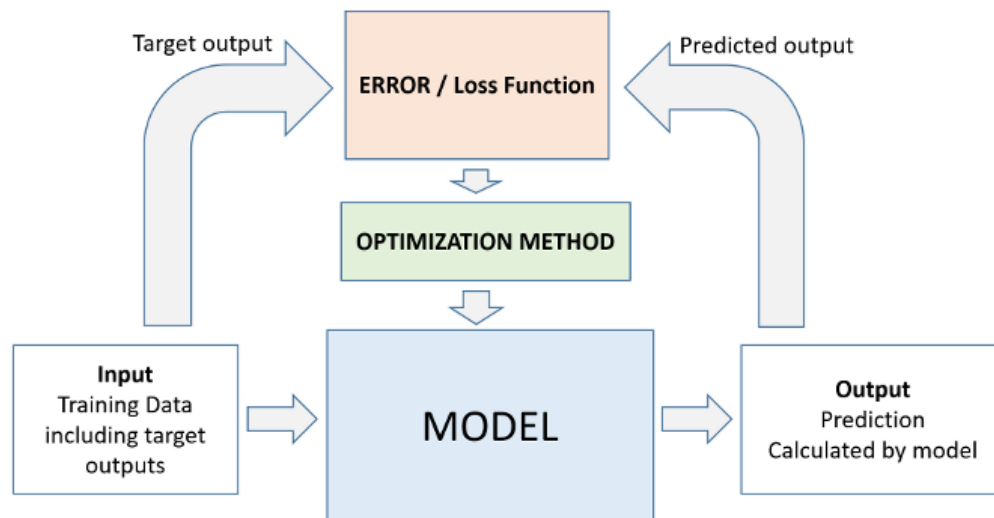 Target output
Predicted output
ERROR / Loss Function
OPTIMIZATION METHOD
Input
Training Data
including target
outputs
MODEL
Output
Prediction
Calculated by model